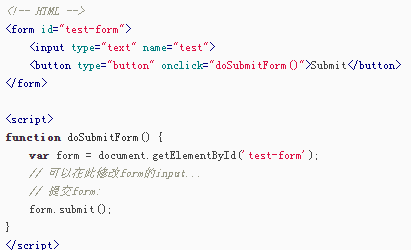 <!-- HTML -->
<form id="test-form">
    <input type="text" name="test">
    <button type="button" onclick="doSubmitForm()">Submit</button>
</form>

<script>
function doSubmitForm() {
    var form = document.getElementById('test-form');
    // 可以在此修改form的input...
    // 提交form:
    form.submit();
}
</script>